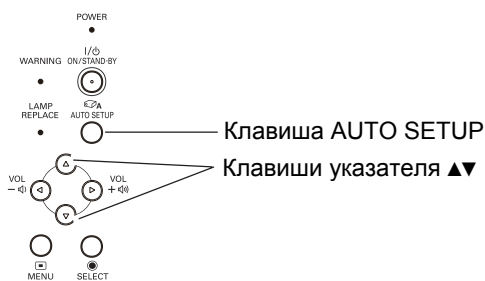 POWER
I/⏻
WARNING ON/STAND-BY
LAMP REPLACE
A
AUTO SETUP
Клавиша AUTO SETUP
Клавиши указателя ▲▼
VOL
−
VOL
+
MENU
SELECT